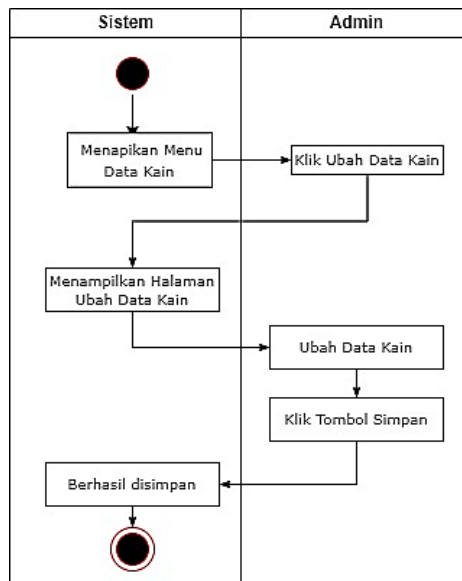 Sistem
Admin
Menapikan Menu
Data Kain
Klik Ubah Data Kain
Menampilkan Halaman
Ubah Data Kain
Ubah Data Kain
Klik Tombol Simpan
Berhasil disimpan